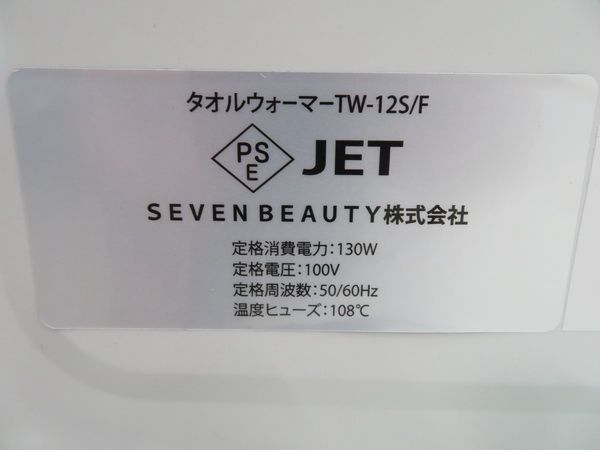 タオルウォーマーTW-12S/F
PS
E
JET
SEVEN BEAUTY株式会社
定格消費電力:130W
定格電圧:100V
定格周波数:50/60Hz
温度ヒューズ:108℃